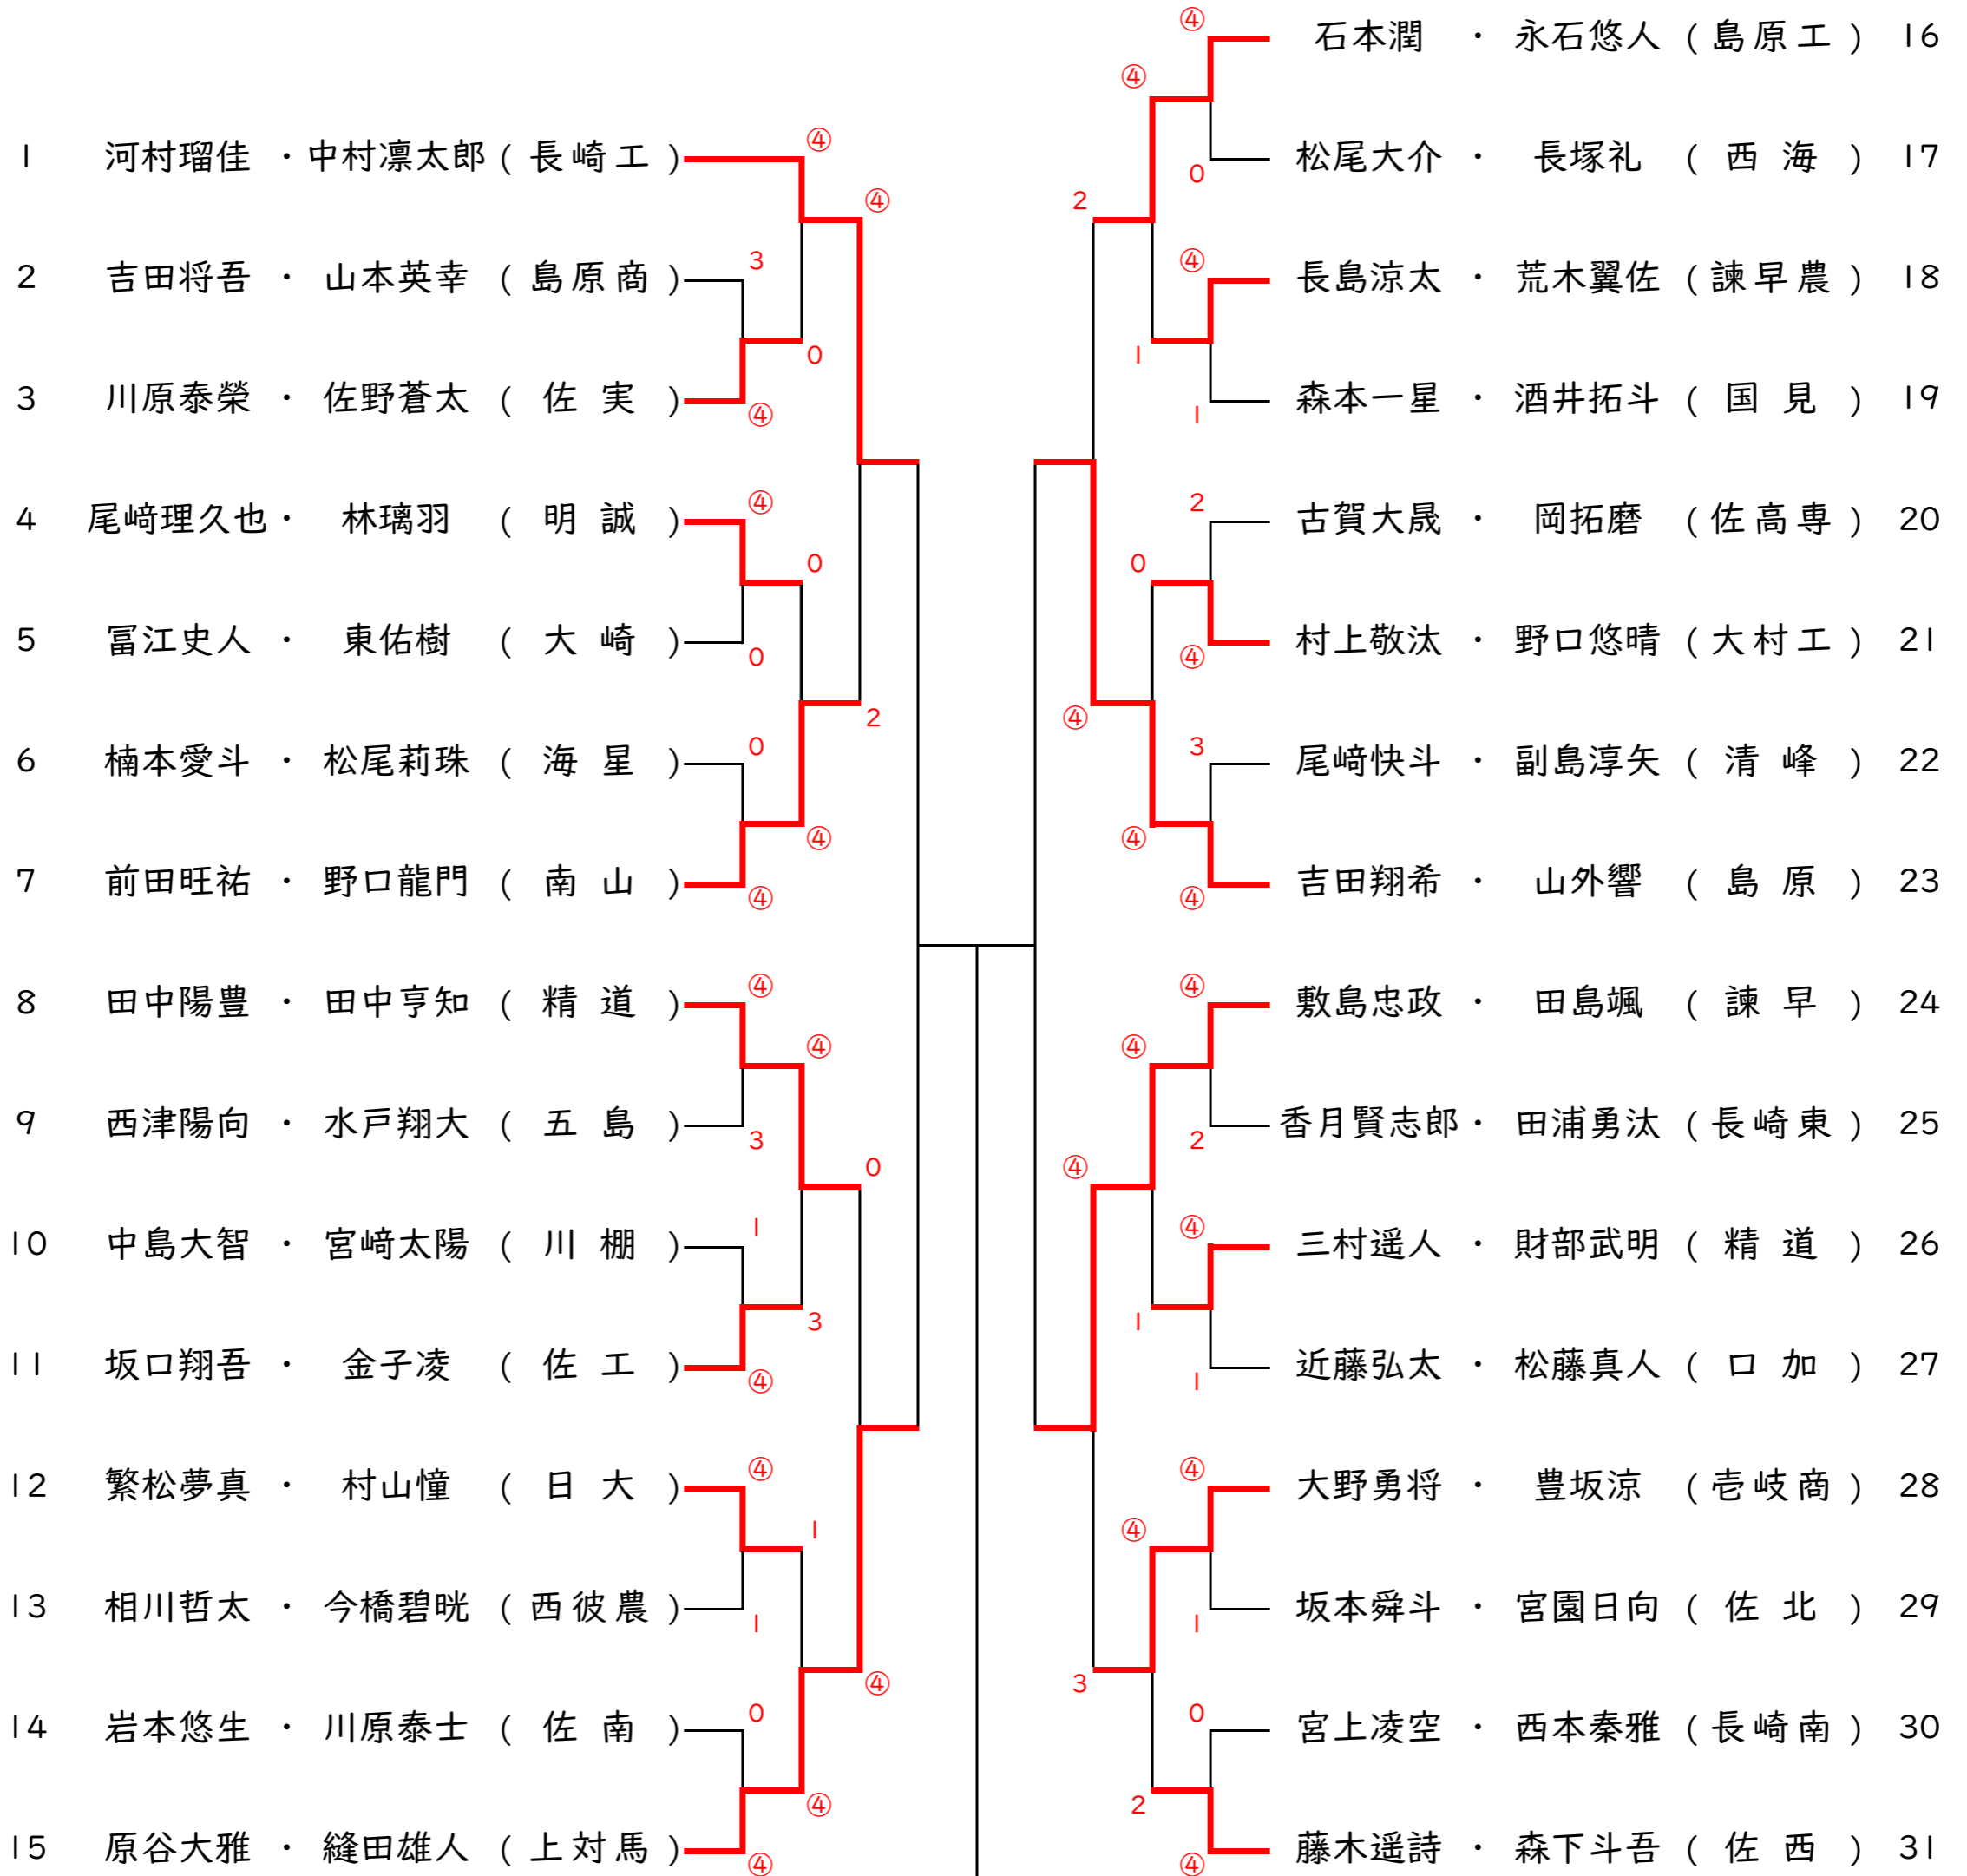 ④
石本潤 ・ 永石悠人 ( 島原工 ) 16
④
④
1 河村瑠佳 ・ 中村凛太郎 ( 長崎工 )
松尾大介 ・ 長塚礼 ( 西海 ) 17
0
④
2
3
④
2 吉田将吾 ・ 山本英幸 ( 島原商 )
長島涼太 ・ 荒木翼佐 ( 諫早農 ) 18
0
1
3 川原泰榮 ・ 佐野蒼太 ( 佐実 )
森本一星 ・ 酒井拓斗 ( 国見 ) 19
④
1
④
2
4 尾﨑理久也 ・ 林璃羽 ( 明誠 )
古賀大晟 ・ 岡拓磨 ( 佐高専 ) 20
0
0
5 冨江史人 ・ 東佑樹 ( 大崎 )
村上敬汰 ・ 野口悠晴 ( 大村工 ) 21
0
④
2
④
0
3
6 楠本愛斗 ・ 松尾莉珠 ( 海星 )
尾﨑快斗 ・ 副島淳矢 ( 清峰 ) 22
④
④
7 前田旺祐 ・ 野口龍門 ( 南山 )
吉田翔希 ・ 山外響 ( 島原 ) 23
④
④
④
④
8 田中陽豊 ・ 田中亨知 ( 精道 )
敷島忠政 ・ 田島颯 ( 諫早 ) 24
④
④
9 西津陽向 ・ 水戸翔大 ( 五島 )
香月賢志郎 ・ 田浦勇汰 ( 長崎東 ) 25
3
2
0
④
1
④
10 中島大智 ・ 宮﨑太陽 ( 川棚 )
三村遥人 ・ 財部武明 ( 精道 ) 26
3
1
11 坂口翔吾 ・ 金子凌 ( 佐工 )
近藤弘太 ・ 松藤真人 ( 口加 ) 27
④
1
④
④
12 繁松夢真 ・ 村山憧 ( 日大 )
大野勇将 ・ 豊坂涼 ( 壱岐商 ) 28
1
④
13 相川哲太 ・ 今橋碧晄 ( 西彼農 )
坂本舜斗 ・ 宮園日向 ( 佐北 ) 29
1
1
④
3
0
0
14 岩本悠生 ・ 川原泰士 ( 佐南 )
宮上凌空 ・ 西本秦雅 ( 長崎南 ) 30
④
2
15 原谷大雅 ・ 縫田雄人 ( 上対馬 )
藤木遥詩 ・ 森下斗吾 ( 佐西 ) 31
④
④